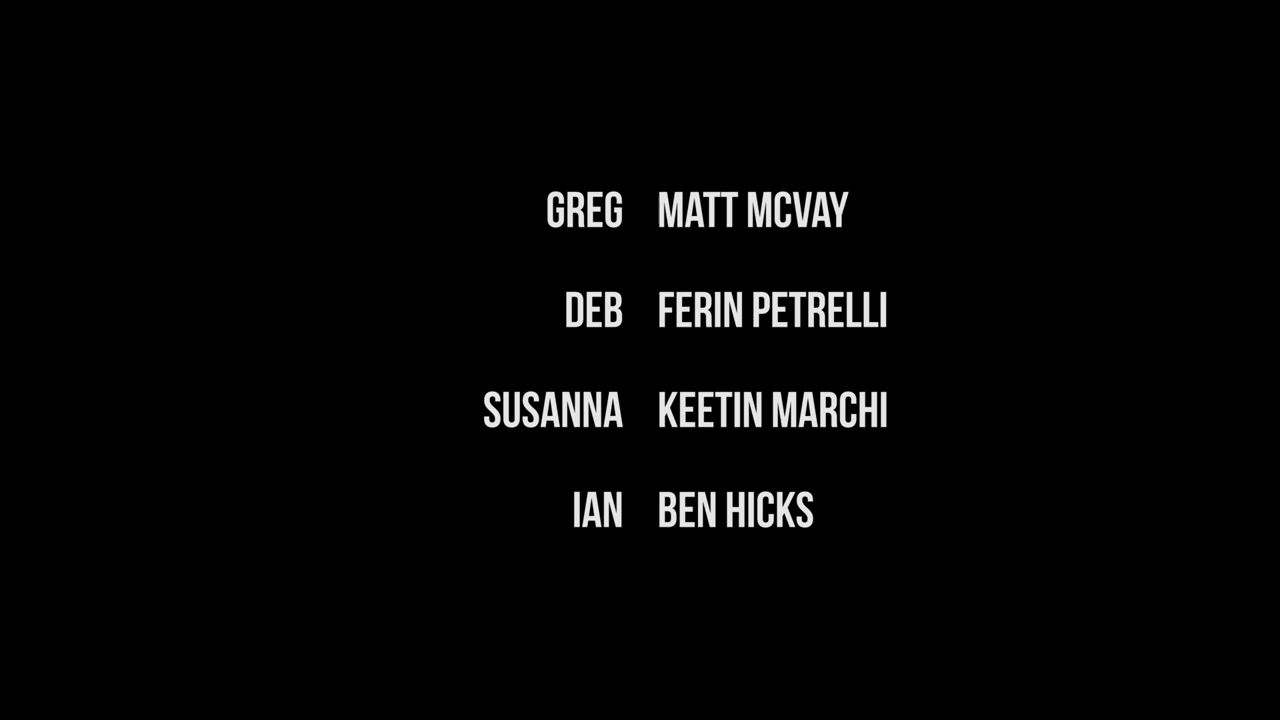 GREG MATT MCVAY
DEB FERIN PETRELLI
SUSANNA KEETIN MARCHI
IAN BEN HICKS